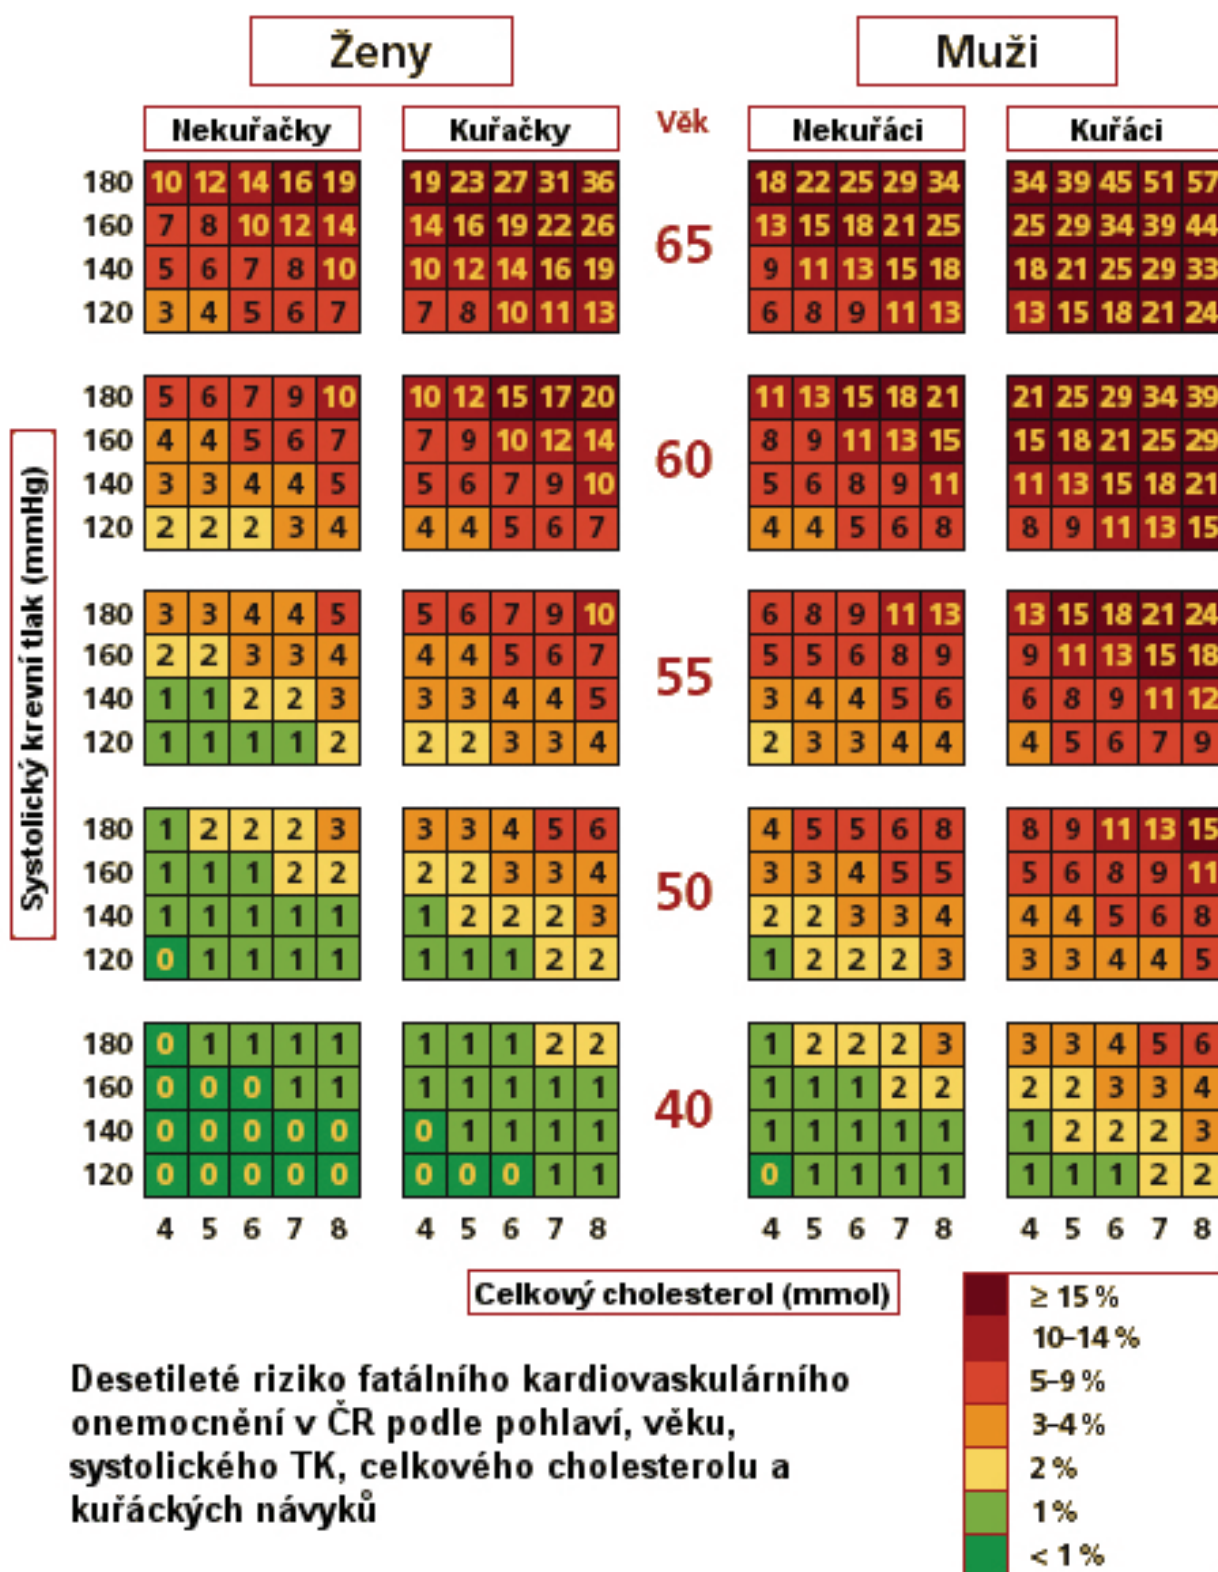 Ženy Muži
Nekuřačky Kuřačky Věk Nekuřáci Kuřáci
180 10 12 14 16 19 19 23 27 31 36 18 22 25 29 34 34 39 45 51 57
160 7 8 10 12 14 14 16 19 22 26 13 15 18 21 25 25 29 34 39 44
65
140 5 6 7 8 10 10 12 14 16 19 9 11 13 15 18 18 21 25 29 33
120 3 4 5 6 7 7 8 10 11 13 6 8 9 11 13 13 15 18 21 24
180 5 6 7 9 10 10 12 15 17 20 11 13 15 18 21 21 25 29 34 39
160 4 4 5 6 7 7 9 10 12 14 8 9 11 13 15 15 18 21 25 29
60
140 3 3 4 4 5 5 6 7 9 10 5 6 8 9 11 11 13 15 18 21
120 2 2 2 3 4 4 4 5 6 7 4 4 5 6 8 8 9 11 13 15
Systolický krevní tlak (mmHg)
180 3 3 4 4 5 5 6 7 9 10 6 8 9 11 13 13 15 18 21 24
160 2 2 3 3 4 4 4 5 6 7 5 5 6 8 9 9 11 13 15 18
55
140 1 1 2 2 3 3 3 4 4 5 3 4 4 5 6 6 8 9 11 12
120 1 1 1 1 2 2 2 3 3 4 2 3 3 4 4 4 5 6 7 9
180 1 2 2 2 3 3 3 4 5 6 4 5 5 6 8 8 9 11 13 15
160 1 1 1 2 2 2 2 3 3 4 3 3 4 5 5 5 6 8 9 11
50
140 1 1 1 1 1 1 2 2 2 3 2 2 3 3 4 4 4 5 6 8
120 0 1 1 1 1 1 1 1 2 2 1 2 2 2 3 3 3 4 4 5
180 0 1 1 1 1 1 1 1 2 2 1 2 2 2 3 3 3 4 5 6
160 0 0 0 1 1 1 1 1 1 1 1 1 1 2 2 2 2 3 3 4
40
140 0 0 0 0 0 0 1 1 1 1 1 1 1 1 1 1 2 2 2 3
120 0 0 0 0 0 0 0 0 1 1 0 1 1 1 1 1 1 1 2 2
4 5 6 7 8 4 5 6 7 8 4 5 6 7 8 4 5 6 7 8
Celkový cholesterol (mmol)
≥ 15 %
10–14 %
5–9 %
3–4 %
2 %
1 %
< 1 %
Desetileté riziko fatálního kardiovaskulárního
onemocnění v ČR podle pohlaví, věku,
systolického TK, celkového cholesterolu a
kuřáckých návyků